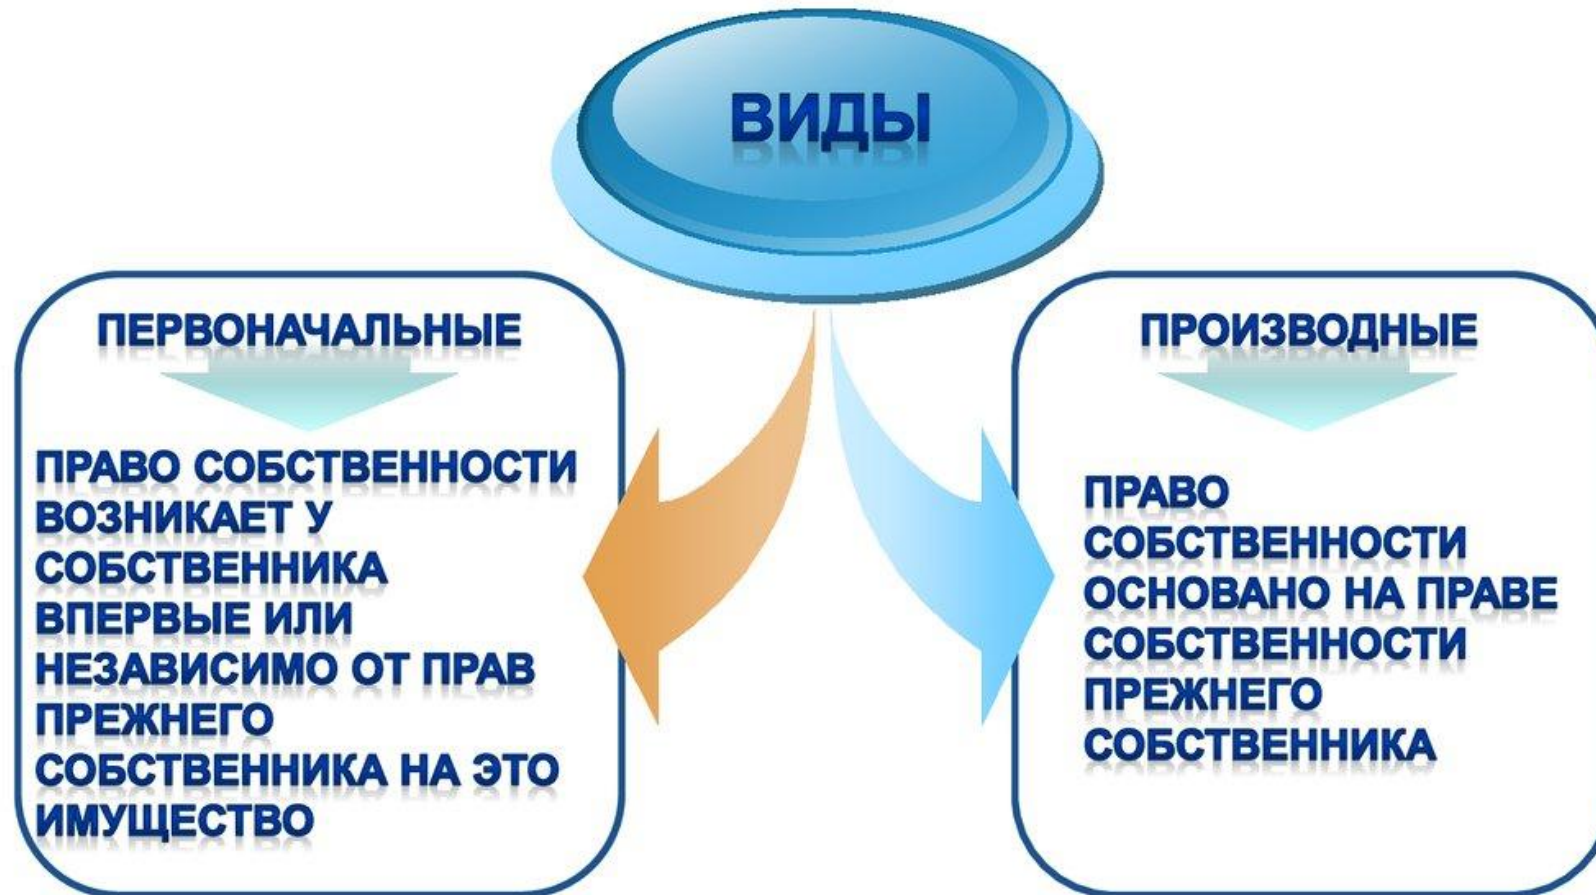 ВИДЫ
ПЕРВОНАЧАЛЬНЫЕ
ПРАВО СОБСТВЕННОСТИ
ВОЗНИКАЕТ У
СОБСТВЕННИКА
ВПЕРВЫЕ ИЛИ
НЕЗАВИСИМО ОТ ПРАВ
ПРЕЖНЕГО
СОБСТВЕННИКА НА ЭТО
ИМУЩЕСТВО
ПРОИЗВОДНЫЕ
ПРАВО
СОБСТВЕННОСТИ
ОСНОВАНО НА ПРАВЕ
СОБСТВЕННОСТИ
ПРЕЖНЕГО
СОБСТВЕННИКА